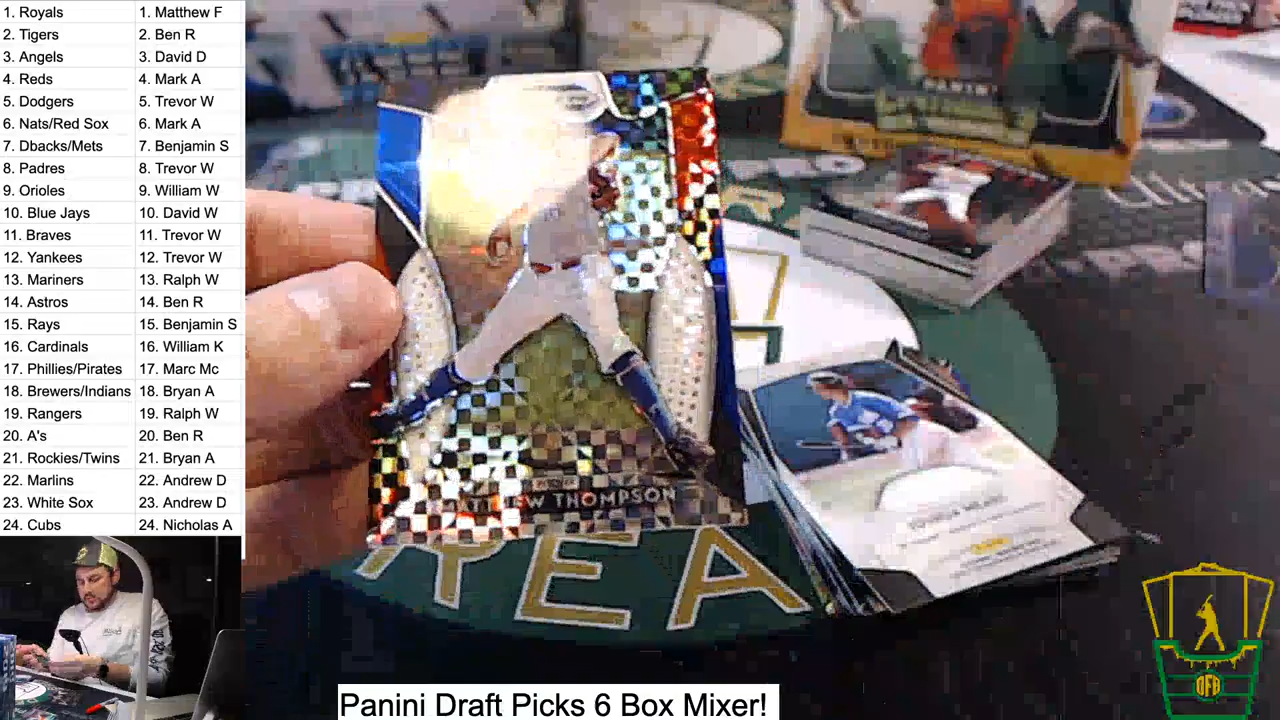 1. Royals
2. Tigers
3. Angels
4. Reds
5. Dodgers
6. Nats/Red Sox
7. Dbacks/Mets
8. Padres
9. Orioles
10. Blue Jays
11. Braves
12. Yankees
13. Mariners
14. Astros
15. Rays
16. Cardinals
17. Phillies/Pirates
18. Brewers/Indians
19. Rangers
20. A's
21. Rockies/Twins
22. Marlins
23. White Sox
24. Cubs
1. Matthew F
2. Ben R
3. David D
4. Mark A
5. Trevor W
6. Mark A
7. Benjamin S
8. Trevor W
9. William W
10. David W
11. Trevor W
12. Trevor W
13. Ralph W
14. Ben R
15. Benjamin S
16. William K
17. Marc Mc
18. Bryan A
19. Ralph W
20. Ben R
21. Bryan A
22. Andrew D
23. Andrew D
24. Nicholas A
PANINI
PITCHER
MATTHEW THOMPSON
REA
Panini Draft Picks 6 Box Mixer!